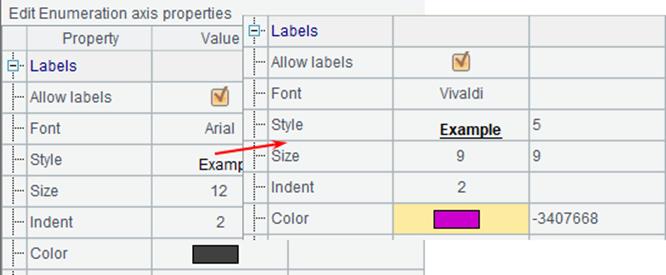 Edit Enumeration axis properties
Property Value
Labels
Allow labels
Font Arial
Style Examp
Size 12
Indent 2
Color
Labels
Allow labels
Font Vivaldi
Style Example 5
Size 9 9
Indent 2
Color -3407668